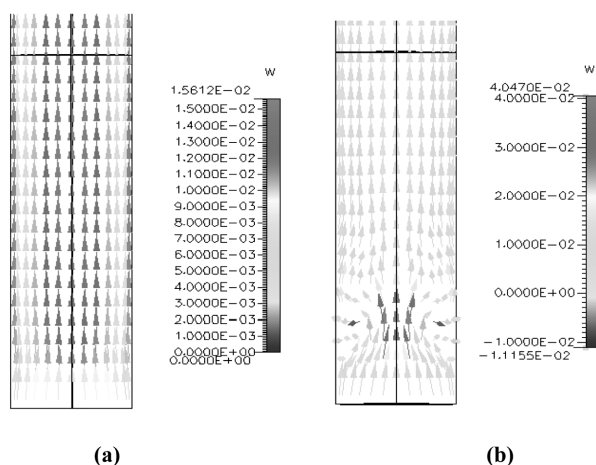 W
1.5612E-02
1.5000E-02
1.4000E-02
1.3000E-02
1.2000E-02
1.1000E-02
1.0000E-02
9.0000E-03
8.0000E-03
7.0000E-03
6.0000E-03
5.0000E-03
4.0000E-03
3.0000E-03
2.0000E-03
1.0000E-03
0.0000E+00
0.0000E+00
W
4.0470E-02
4.0000E-02
3.0000E-02
2.0000E-02
1.0000E-02
0.0000E+00
-1.0000E-02
-1.1155E-02
(a)
(b)